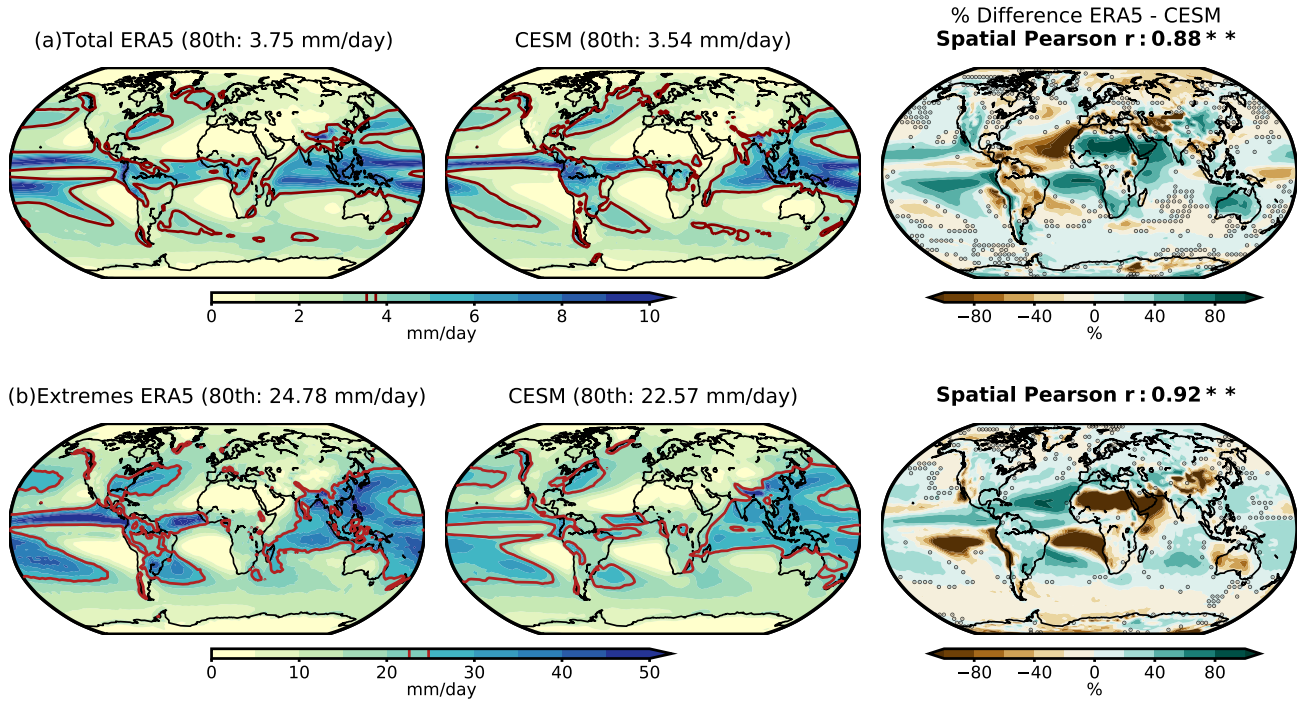 % Difference ERA5 - CESM
(a)Total ERA5 (80th: 3.75 mm/day)
CESM (80th: 3.54 mm/day)
Spatial Pearson r : 0.88 * *
0 2 4 6 8 10
mm/day
−80 −40 0 40 80
%
(b)Extremes ERA5 (80th: 24.78 mm/day)
CESM (80th: 22.57 mm/day)
Spatial Pearson r : 0.92 * *
0 10 20 30 40 50
mm/day
−80 −40 0 40 80
%